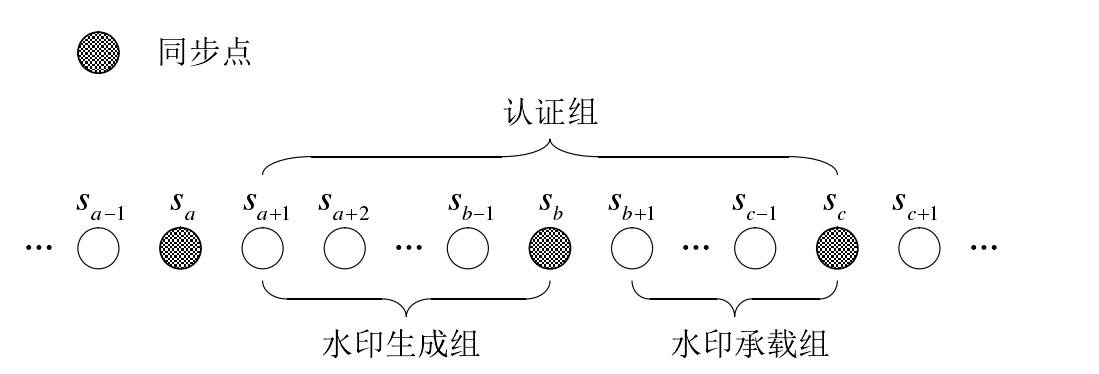 同步点
认证组
s_{a-1} s_a s_{a+1} s_{a+2} s_{b-1} s_b s_{b+1} s_{c-1} s_c s_{c+1}
... ... ... ...
水印生成组 水印承载组